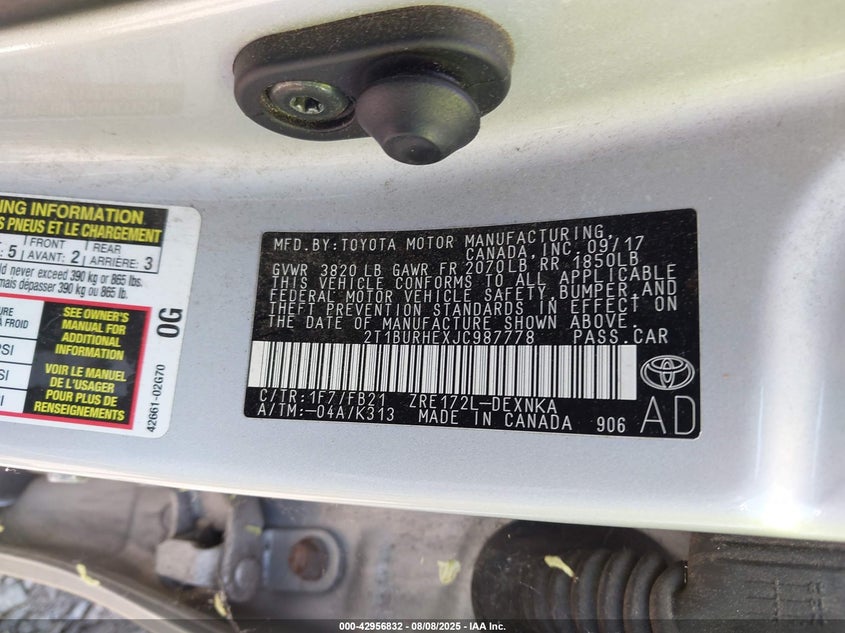 ING INFORMATION
S PNEUS ET LE CHARGEMENT
5 FRONT AVANT: 2 REAR ARRIÈRE: 3
never exceed 390 kg or 865 lbs.
mais dépasser 390 kg ou 865 lb.
À FROID
SI
SI
I
SEE OWNER'S
MANUAL FOR
ADDITIONAL
INFORMATION
VOIR LE MANUEL
DE L'USAGER
POUR PLUS DE
RENSEIGNEMENTS
0G
42661-02G70
MFD. BY: TOYOTA MOTOR MANUFACTURING,
CANADA, INC. 09/17
GVWR 3820 LB GAWR FR 2070LB RR 1850LB
THIS VEHICLE CONFORMS TO ALL APPLICABLE
FEDERAL MOTOR VEHICLE SAFETY, BUMPER, AND
THEFT PREVENTION STANDARDS IN EFFECT ON
THE DATE OF MANUFACTURE SHOWN ABOVE.
2T1BURHEXJC987778 PASS.CAR
C/TR:1F7/FB21 ZRE172L-DEXNKA
A/TM:-04A/K313 MADE IN CANADA 906
AD
000-42956832 - 08/08/2025 - IAA Inc.